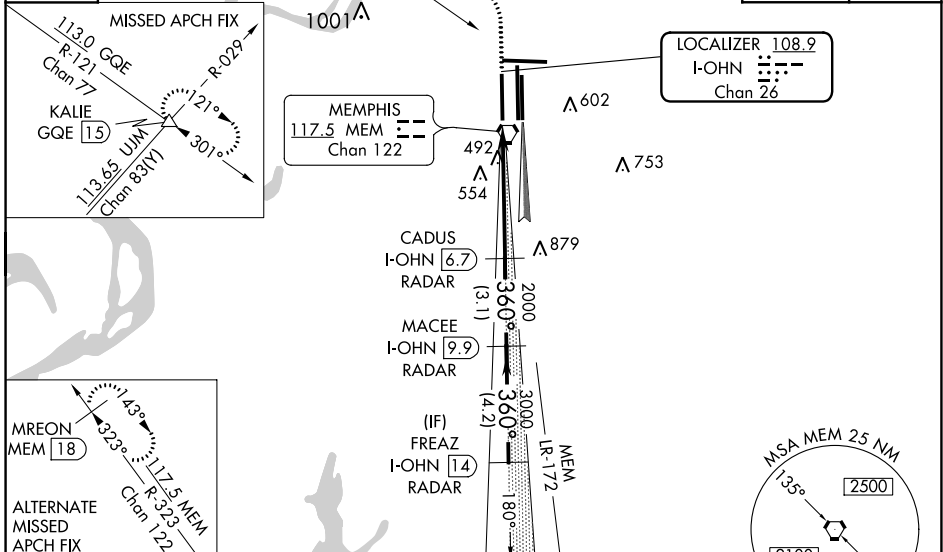 MISSED APCH FIX
113.0 GQE
R-121
Chan 77
R-029
KALIE
GQE 15
121°
301°
113.65 UJM
Chan 83(Y)
1001
LOCALIZER 108.9
I-OHN
Chan 26
MEMPHIS
117.5 MEM
Chan 122
602
492
753
554
CADUS
I-OHN 6.7
RADAR
879
2000
360°
(3.1)
MACEE
I-OHN 9.9
RADAR
3000
360°
(4.2)
(IF)
FREAZ
I-OHN 14
RADAR
MEM
LR-172
180°
MREON
MEM 18
143°
323°
117.5 MEM
R-323
Chan 122
ALTERNATE
MISSED
APCH FIX
MSA MEM 25 NM
135°
2500